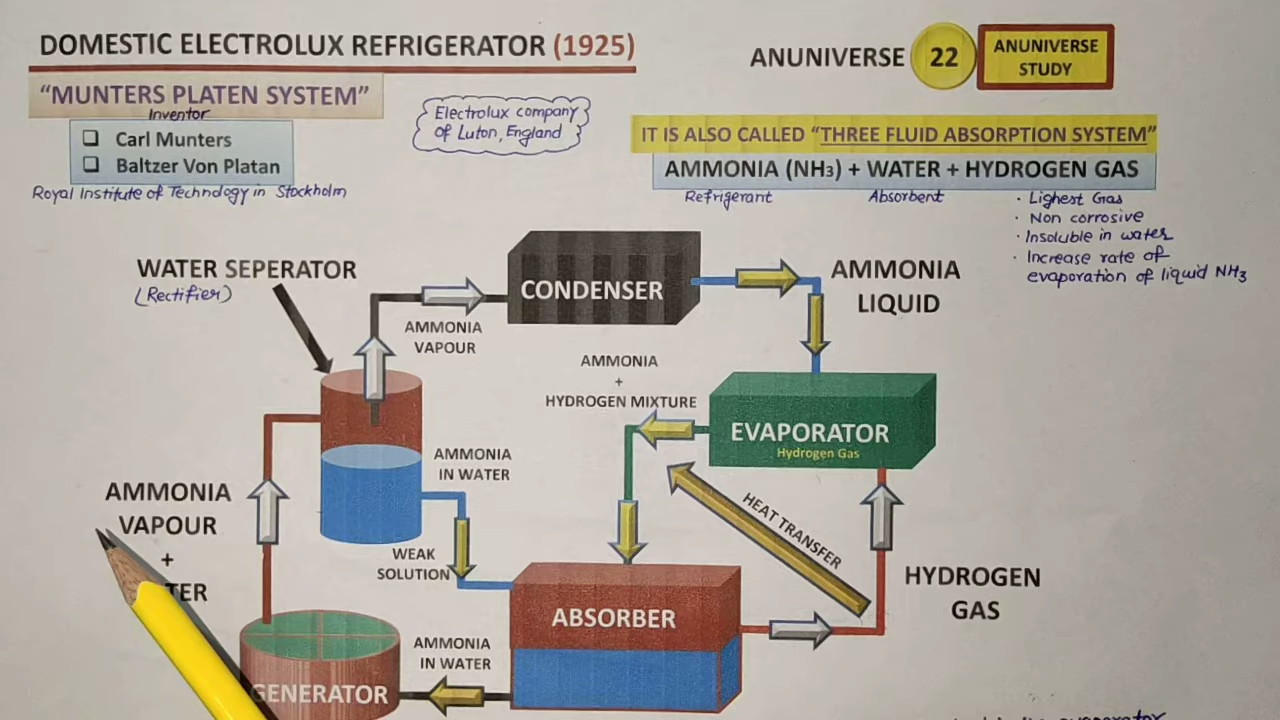 DOMESTIC ELECTROLUX REFRIGERATOR (1925)
ANUNIVERSE 22
ANUNIVERSE
STUDY
"MUNTERS PLATEN SYSTEM"
Inventor
❑ Carl Munters
❑ Baltzer Von Platan
Royal Institute of Technology in Stockholm
Electrolux company
of Luton, England
IT IS ALSO CALLED "THREE FLUID ABSORPTION SYSTEM"
AMMONIA (NH3) + WATER + HYDROGEN GAS
Refrigerant
Absorbent
· Lighest Gas
· Non corrosive
· Insoluble in water
· Increase rate of
evaporation of liquid NH3
WATER SEPERATOR
(Rectifier)
CONDENSER
AMMONIA
LIQUID
AMMONIA
VAPOUR
AMMONIA
+
HYDROGEN MIXTURE
EVAPORATOR
Hydrogen Gas
AMMONIA
IN WATER
AMMONIA
VAPOUR
+
TER
WEAK
SOLUTION
HEAT TRANSFER
HYDROGEN
GAS
ABSORBER
AMMONIA
IN WATER
GENERATOR
evaporator